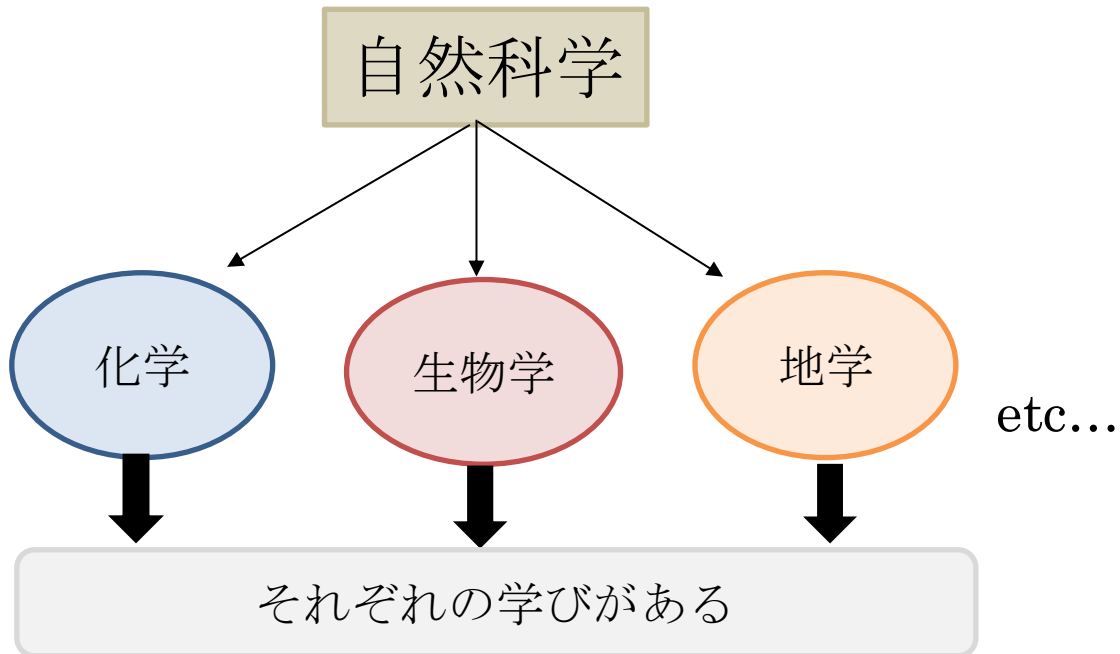 自然科学
化学
生物学
地学
etc…
それぞれの学びがある